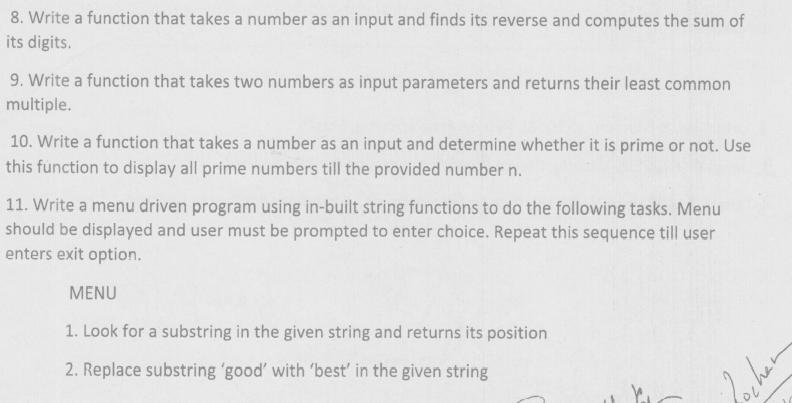 8. Write a function that takes a number as an input and finds its reverse and computes the sum of
its digits.
9. Write a function that takes two numbers as input parameters and returns their least common
multiple.
10. Write a function that takes a number as an input and determine whether it is prime or not. Use
this function to display all prime numbers till the provided number n.
11. Write a menu driven program using in-built string functions to do the following tasks. Menu
should be displayed and user must be prompted to enter choice. Repeat this sequence till user
enters exit option.
MENU
1. Look for a substring in the given string and returns its position
2. Replace substring 'good' with 'best' in the given string